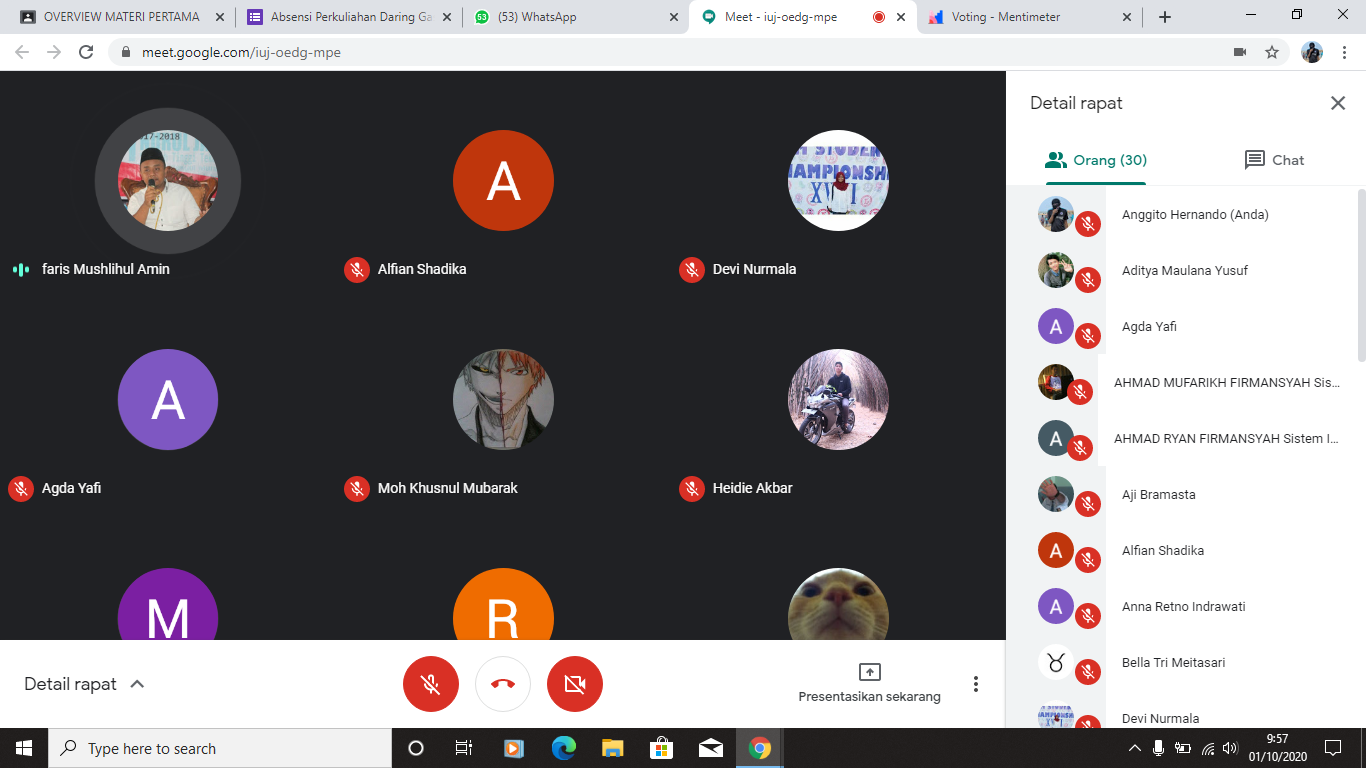 OVERVIEW MATERI PERTAMA
Absensi Perkuliahan Daring Ga
(53) WhatsApp
Meet - iuj-oedg-mpe
Voting - Mentimeter
meet.google.com/iuj-oedg-mpe
17-2018
faris Mushlihul Amin
A
Alfian Shadika
M STUDEN
HAMPIONSH
Devi Nurmala
A
Agda Yafi
Moh Khusnul Mubarak
Heidie Akbar
M
R
Detail rapat
Presentasikan sekarang
Detail rapat
Orang (30)
Chat
Anggito Hernando (Anda)
Aditya Maulana Yusuf
A
Agda Yafi
AHMAD MUFARIKH FIRMANSYAH Sis...
A
AHMAD RYAN FIRMANSYAH Sistem I...
Aji Bramasta
A
Alfian Shadika
A
Anna Retno Indrawati
Bella Tri Meitasari
Devi Nurmala
Type here to search
9:57
01/10/2020